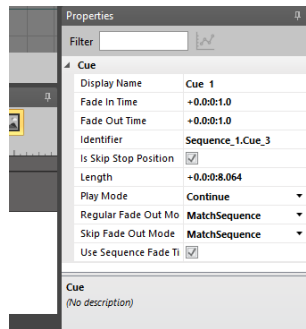 Properties
Filter
Cue
Display Name Cue 1
Fade In Time +0.0:0:1.0
Fade Out Time +0.0:0:1.0
Identifier Sequence_1.Cue_3
Is Skip Stop Position
Length +0.0:0:8.064
Play Mode Continue
Regular Fade Out Mo MatchSequence
Skip Fade Out Mode MatchSequence
Use Sequence Fade Ti
Cue
(No description)